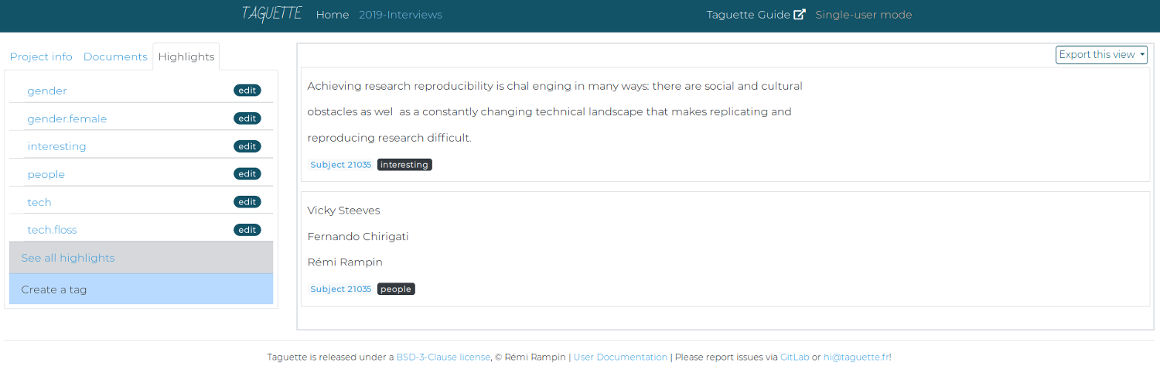 TAGUETTE Home 2019-Interviews Taguette Guide Single-user mode
Project info Documents Highlights
Export this view
gender edit
gender.female edit
interesting edit
people edit
tech edit
tech.floss edit
See all highlights
Create a tag
Achieving research reproducibility is chal enging in many ways: there are social and cultural
obstacles as wel  as a constantly changing technical landscape that makes replicating and
reproducing research difficult.
Subject 21035 interesting
Vicky Steeves
Fernando Chirigati
Rémi Rampin
Subject 21035 people
Taguette is released under a BSD-3-Clause license, © Rémi Rampin | User Documentation | Please report issues via GitLab or hi@taguette.fr!